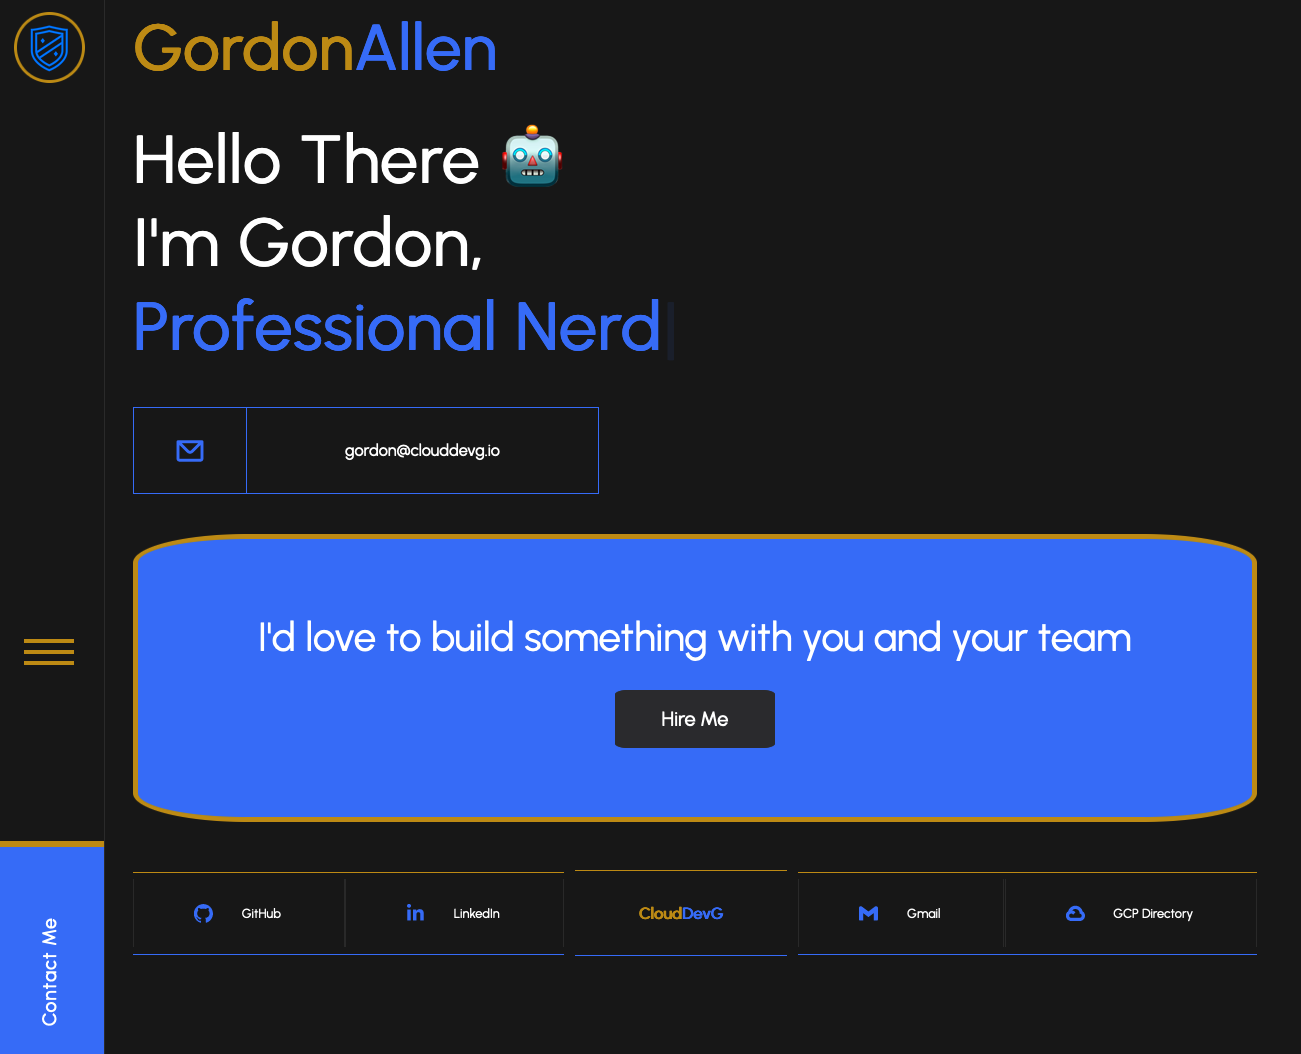 GordonAllen
Hello There 🤖
I'm Gordon,
Professional Nerd
gordon@clouddevg.io
I'd love to build something with you and your team
Hire Me
GitHub
LinkedIn
CloudDevG
Gmail
GCP Directory
Contact Me